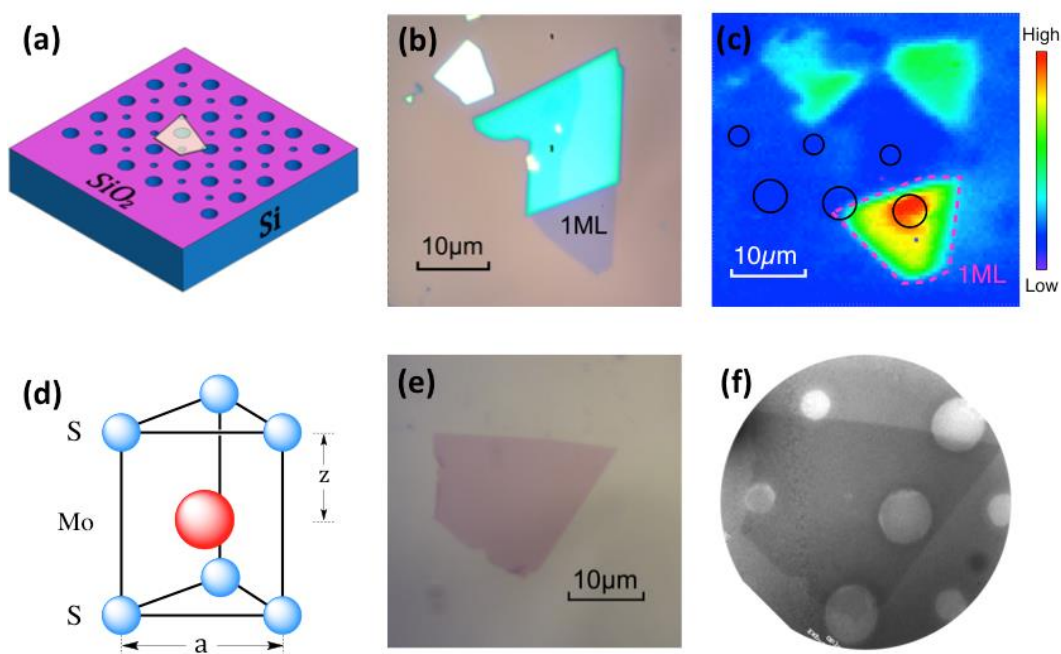 (a)
SiO₂
Si
(b)
1ML
10µm
(c)
High
Low
10µm
1ML
(d)
S
Mo
S
z
a
(e)
10µm
(f)